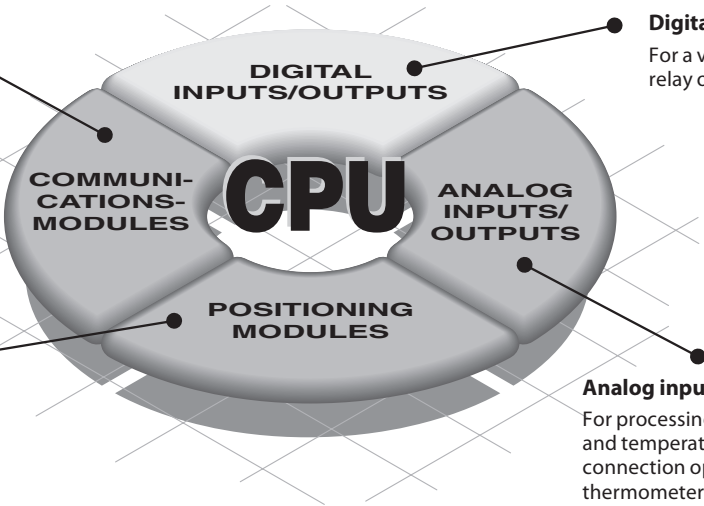 Digita
For a v
relay o
DIGITAL
INPUTS/OUTPUTS
COMMUNI-
CATIONS-
MODULES
CPU
ANALOG
INPUTS/
OUTPUTS
POSITIONING
MODULES
Analog inpu
For processing
and temperat
connection op
thermometer